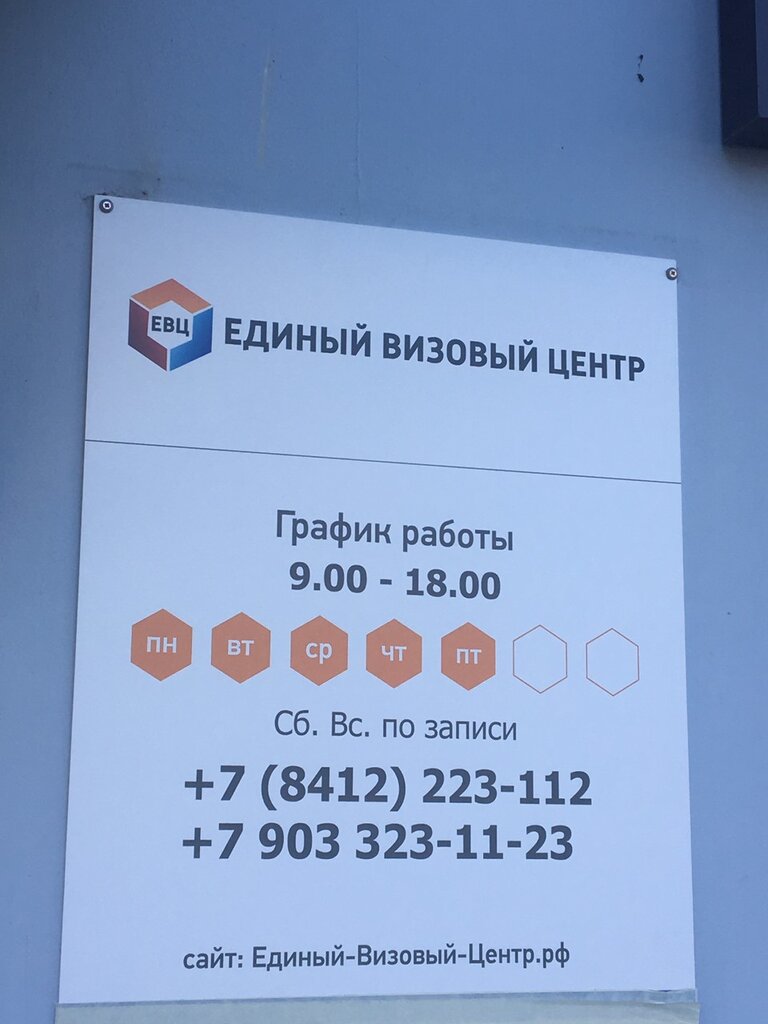 ЕВЦ ЕДИНЫЙ ВИЗОВЫЙ ЦЕНТР
График работы
9.00 - 18.00
пн вт ср чт пт
Сб. Вс. по записи
+7 (8412) 223-112
+7 903 323-11-23
сайт: Единый-Визовый-Центр.рф